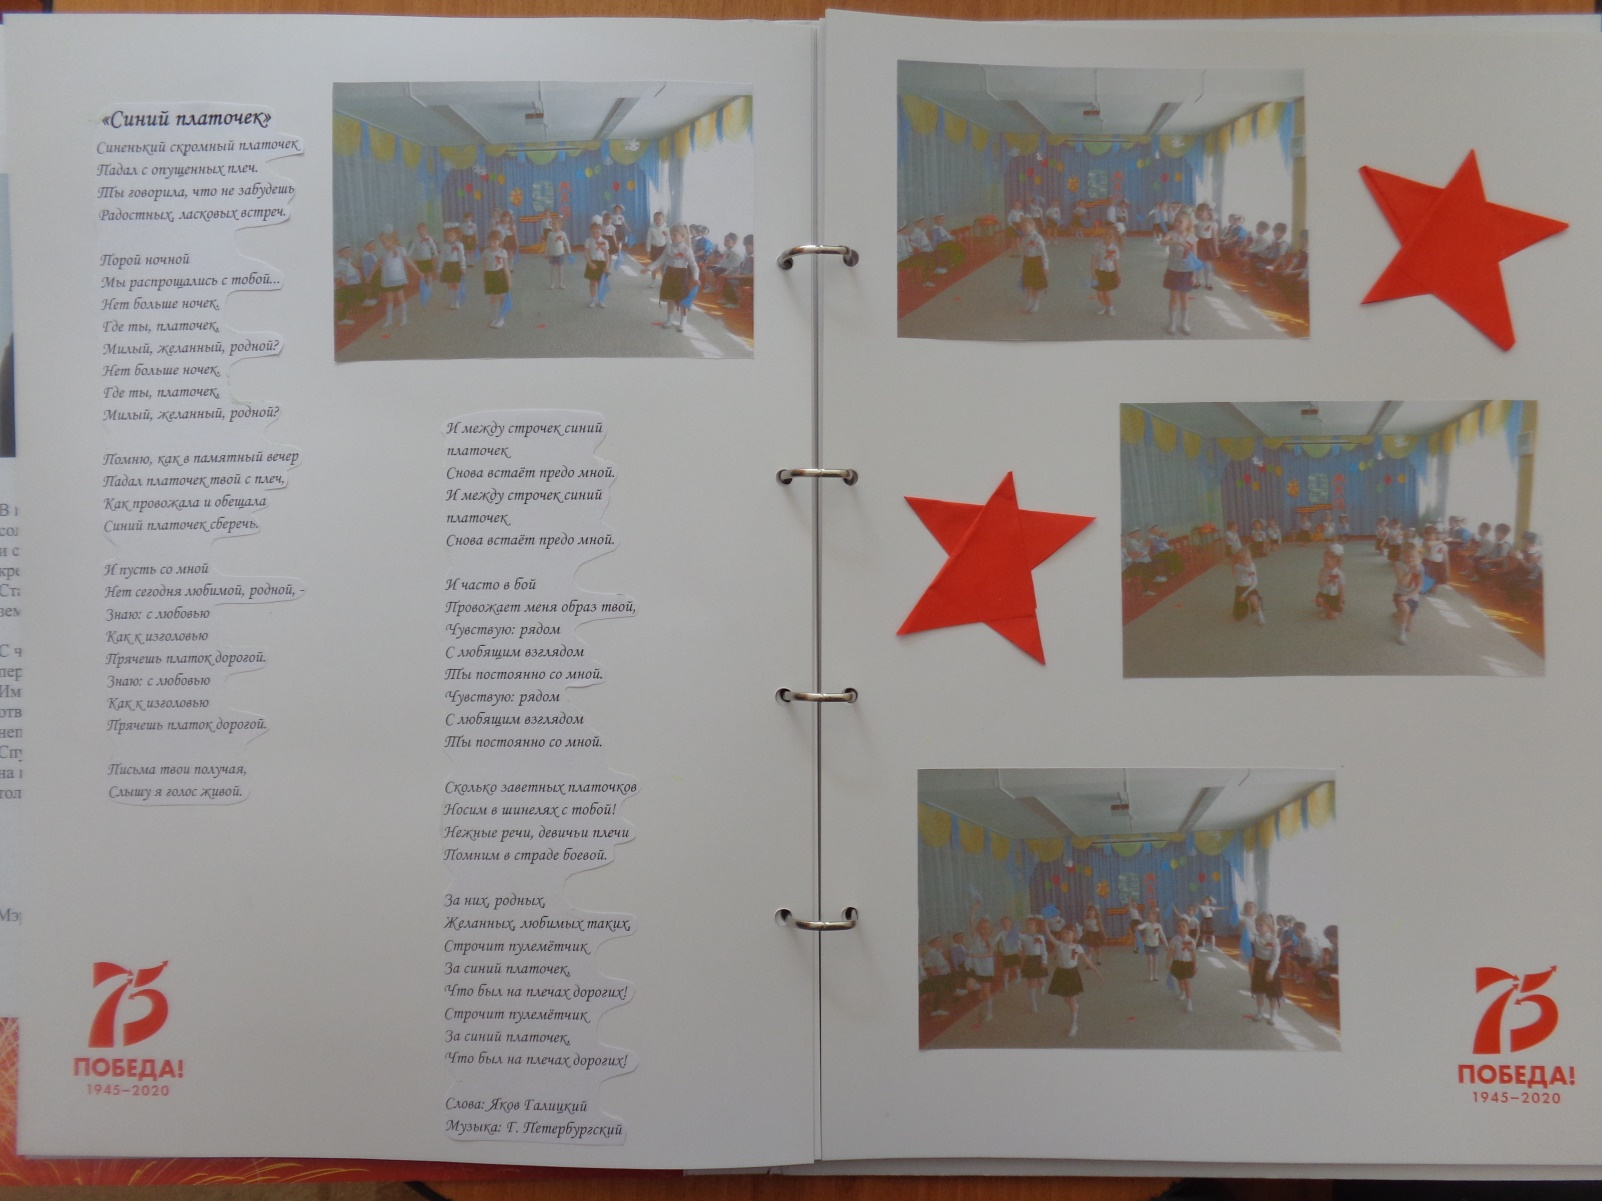 «Синий платочек»
Синенький скромный платочек
Падал с опущенных плеч.
Ты говорила, что не забудешь
Радостных, ласковых встреч.
Порой ночной
Мы распрощались с тобой...
Нет больше ночек,
Где ты, платочек,
Милый, желанный, родной?
Нет больше ночек,
Где ты, платочек,
Милый, желанный, родной?
Помню, как в памятный вечер
Падал платочек твой с плеч,
Как провожала и обещала
Синий платочек сберечь.
И пусть со мной
Нет сегодня любимой, родной, -
Знаю: с любовью
Как к изголовью
Прячешь платок дорогой.
Знаю: с любовью
Как к изголовью
Прячешь платок дорогой.
Письма твои получая,
Слышу я голос живой.
И между строчек синий
платочек
Снова встаёт предо мной.
И между строчек синий
платочек
Снова встаёт предо мной.
И часто в бой
Провожает меня образ твой,
Чувствую: рядом
С любящим взглядом
Ты постоянно со мной.
Чувствую: рядом
С любящим взглядом
Ты постоянно со мной.
Сколько заветных платочков
Носим в шинелях с тобой!
Нежные речи, девичьи плечи
Помним в страде боевой.
За них, родных,
Желанных, любимых таких,
Строчит пулемётчик
За синий платочек,
Что был на плечах дорогих!
Строчит пулемётчик
За синий платочек,
Что был на плечах дорогих!
Слова: Яков Галицкий
Музыка: Г. Петербургский
75
ПОБЕДА!
1945–2020
75
ПОБЕДА!
1945–2020